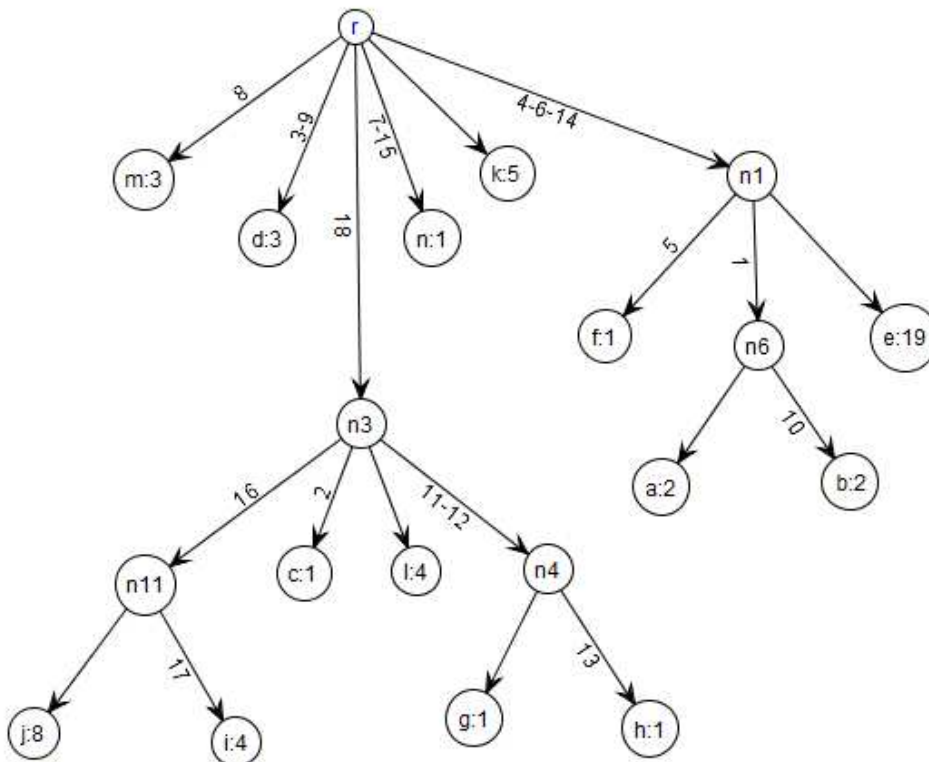 r
8
3-9
18
7-15
4-6-14
m:3
d:3
n:1
k:5
n1
5
1
f:1
n6
e:19
10
a:2
b:2
n3
16
2
11-12
n11
c:1
l:4
n4
17
13
j:8
i:4
g:1
h:1